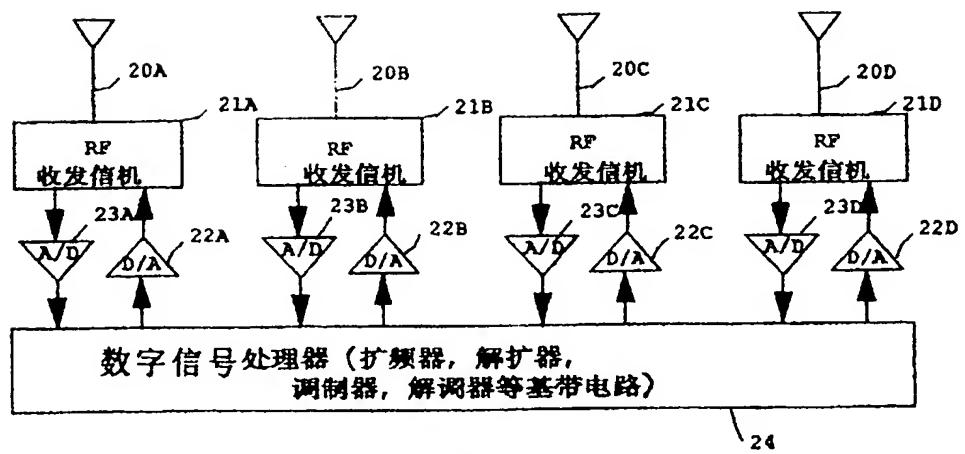 20A 20B 20C 20D
21A 21B 21C 21D
RF RF RF RF
收发信机 收发信机 收发信机 收发信机
23A 23B 23C 23D
22A 22B 22C 22D
A/D A/D A/D A/D
D/A D/A D/A D/A
数字信号处理器（扩频器，解扩器，
调制器，解调器等基带电路）
24